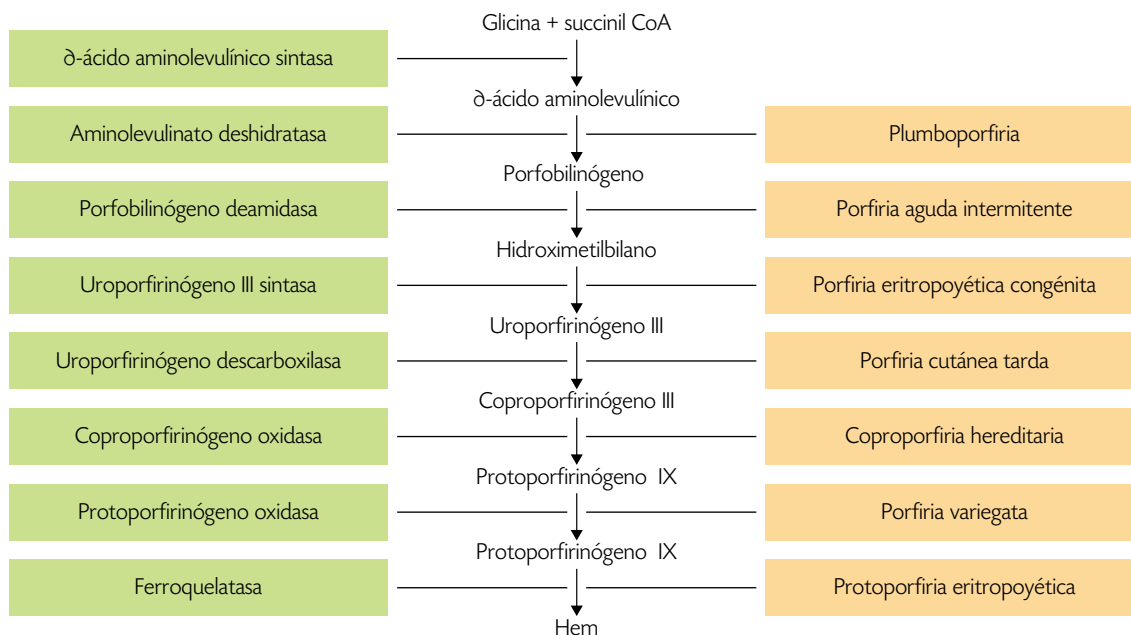 Glicina + succinil CoA
∂-ácido aminolevulínico sintasa
∂-ácido aminolevulínico
Aminolevulinato deshidratasa
Plumboporfiria
Porfobilinógeno
Porfobilinógeno deamidasa
Porfiria aguda intermitente
Hidroximetilbilano
Uroporfirinógeno III sintasa
Porfiria eritropoyética congénita
Uroporfirinógeno III
Uroporfirinógeno descarboxilasa
Porfiria cutánea tarda
Coproporfirinógeno III
Coproporfirinógeno oxidasa
Coproporfiria hereditaria
Protoporfirinógeno IX
Protoporfirinógeno oxidasa
Porfiria variegata
Protoporfirinógeno IX
Ferroquelatasa
Protoporfiria eritropoyética
Hem